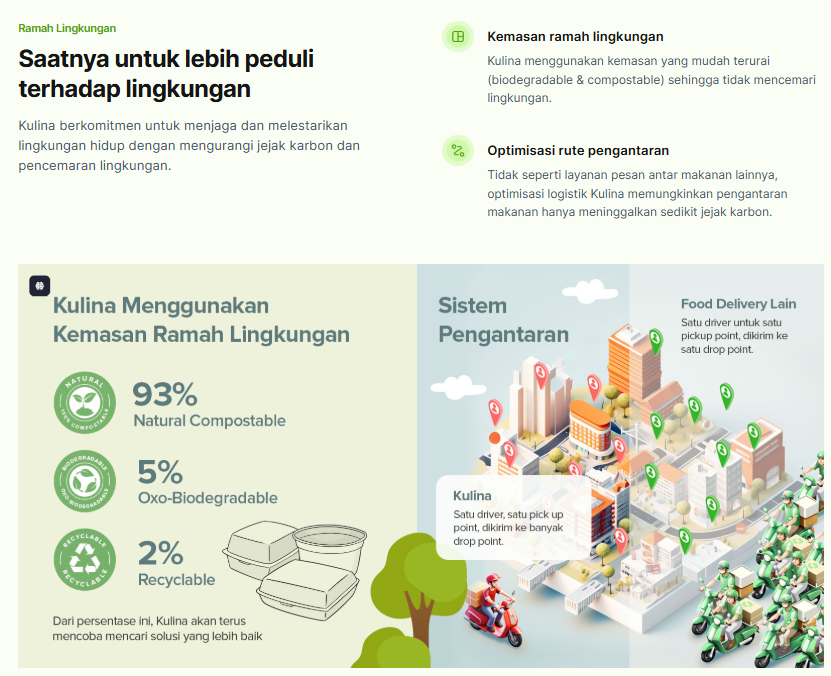 Ramah Lingkungan
Saatnya untuk lebih peduli
terhadap lingkungan
Kulina berkomitmen untuk menjaga dan melestarikan
lingkungan hidup dengan mengurangi jejak karbon dan
pencemaran lingkungan.
Kemasan ramah lingkungan
Kulina menggunakan kemasan yang mudah terurai
(biodegradable & compostable) sehingga tidak mencemari
lingkungan.
Optimisasi rute pengantaran
Tidak seperti layanan pesan antar makanan lainnya,
optimisasi logistik Kulina memungkinkan pengantaran
makanan hanya meninggalkan sedikit jejak karbon.
Kulina Menggunakan
Kemasan Ramah Lingkungan
NATURAL
100% COMPOSTABLE
93%
Natural Compostable
BIODEGRADABLE
OXO-BIODEGRADABLE
5%
Oxo-Biodegradable
RECYCLABLE
RECYCLABLE
2%
Recyclable
Dari persentase ini, Kulina akan terus
mencoba mencari solusi yang lebih baik
Sistem
Pengantaran
Kulina
Satu driver, satu pick up
point, dikirim ke banyak
drop point.
Food Delivery Lain
Satu driver untuk satu
pickup point, dikirim ke
satu drop point.